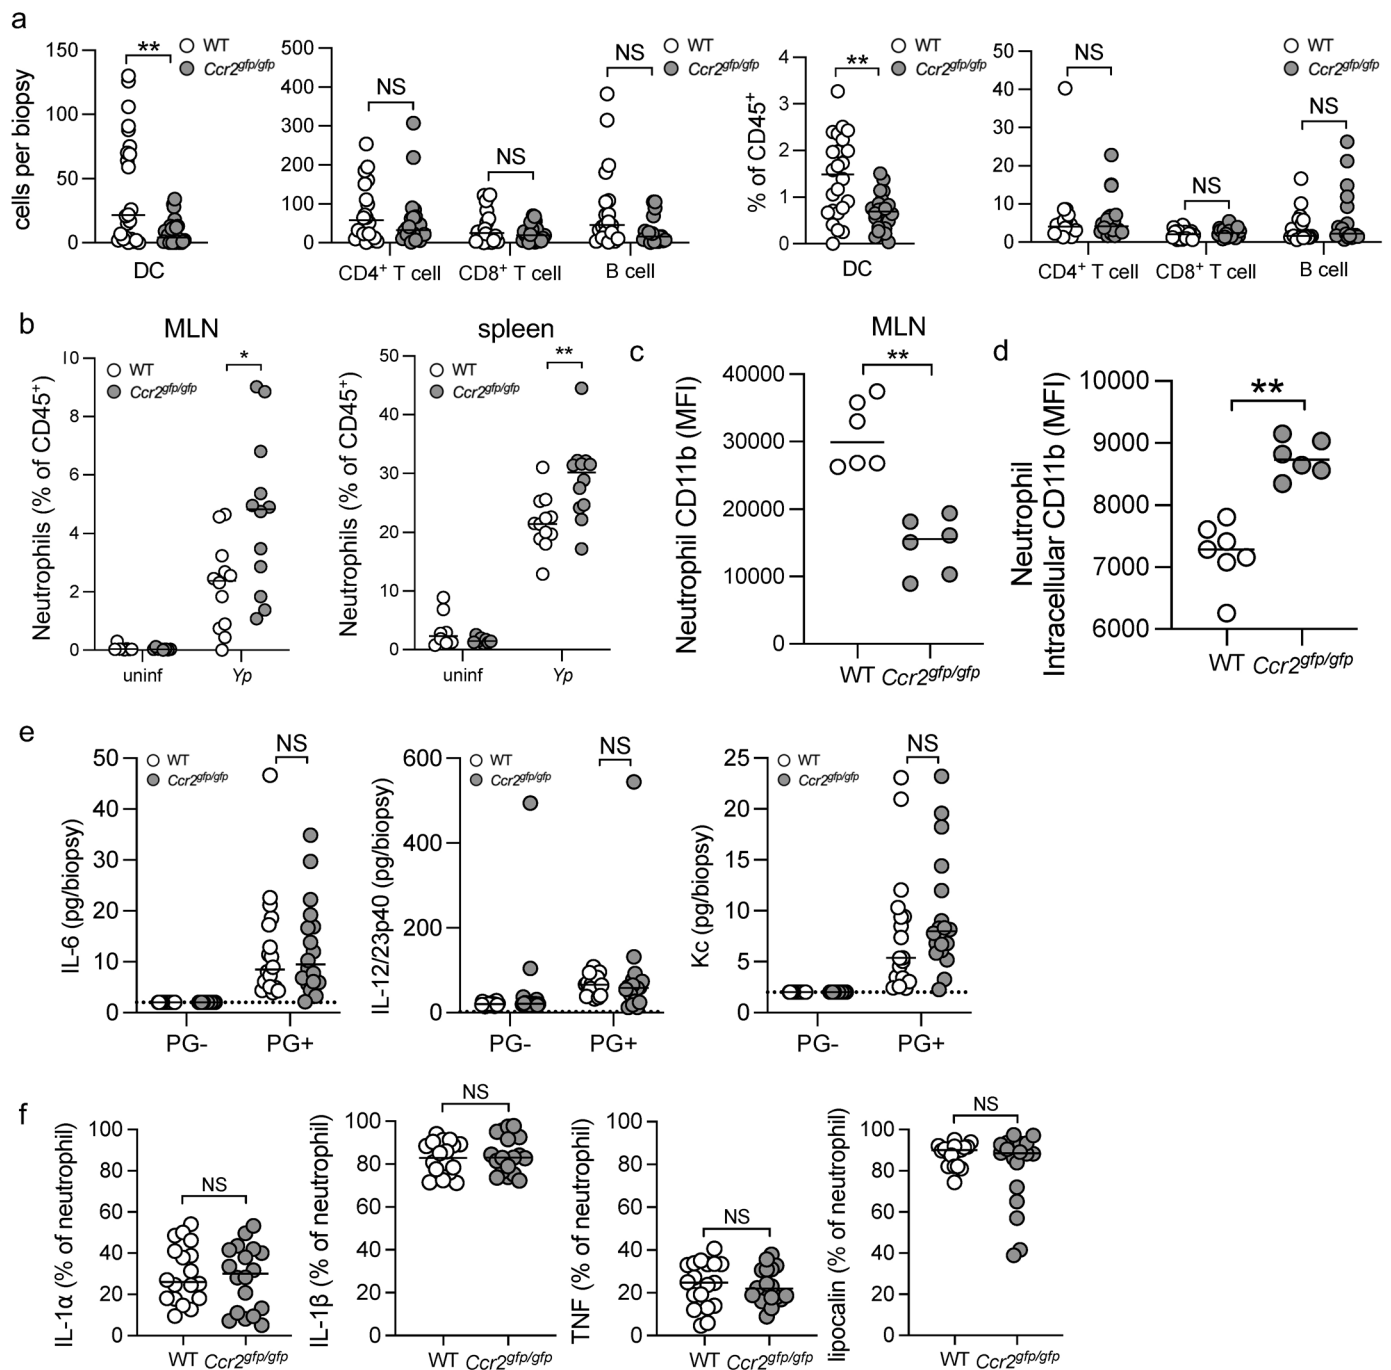 a
cells per biopsy
150
100
50
0
**
WT
Ccr2gfp/gfp
DC
500
400
300
200
100
0
NS
NS
NS
WT
Ccr2gfp/gfp
CD4+ T cell
CD8+ T cell
B cell
% of CD45+
4
3
2
1
0
**
WT
Ccr2gfp/gfp
DC
50
40
30
20
10
0
NS
NS
NS
WT
Ccr2gfp/gfp
CD4+ T cell
CD8+ T cell
B cell
b
MLN
Neutrophils (% of CD45+)
10
8
6
4
2
0
WT
Ccr2gfp/gfp
*
uninf
Yp
spleen
Neutrophils (% of CD45+)
50
40
30
20
10
0
WT
Ccr2gfp/gfp
**
uninf
Yp
c
MLN
Neutrophil CD11b (MFI)
40000
30000
20000
10000
0
**
WT
Ccr2gfp/gfp
d
Neutrophil
Intracellular CD11b (MFI)
10000
9000
8000
7000
6000
**
WT
Ccr2gfp/gfp
e
IL-6 (pg/biopsy)
50
40
30
20
10
0
WT
Ccr2gfp/gfp
NS
PG-
PG+
IL-12/23p40 (pg/biopsy)
600
400
200
0
WT
Ccr2gfp/gfp
NS
PG-
PG+
Kc (pg/biopsy)
25
20
15
10
5
0
WT
Ccr2gfp/gfp
NS
PG-
PG+
f
IL-1α (% of neutrophil)
100
80
60
40
20
0
NS
WT
Ccr2gfp/gfp
IL-1β (% of neutrophil)
100
80
60
40
20
0
NS
WT
Ccr2gfp/gfp
TNF (% of neutrophil)
100
80
60
40
20
0
NS
WT
Ccr2gfp/gfp
lipocalin (% of neutrophil)
100
80
60
40
20
0
NS
WT
Ccr2gfp/gfp